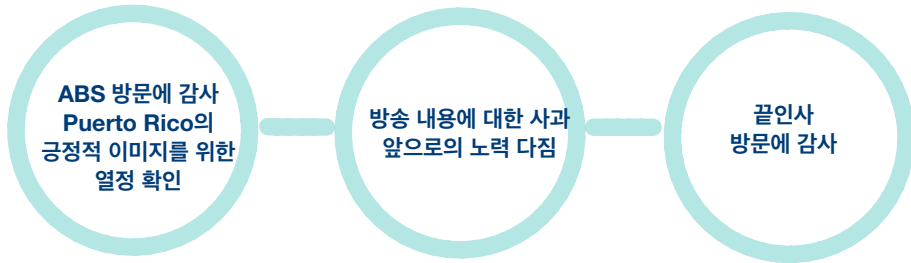 ABS 방문에 감사
Puerto Rico의
긍정적 이미지를 위한
열정 확인
방송 내용에 대한 사과
앞으로의 노력 다짐
끝인사
방문에 감사